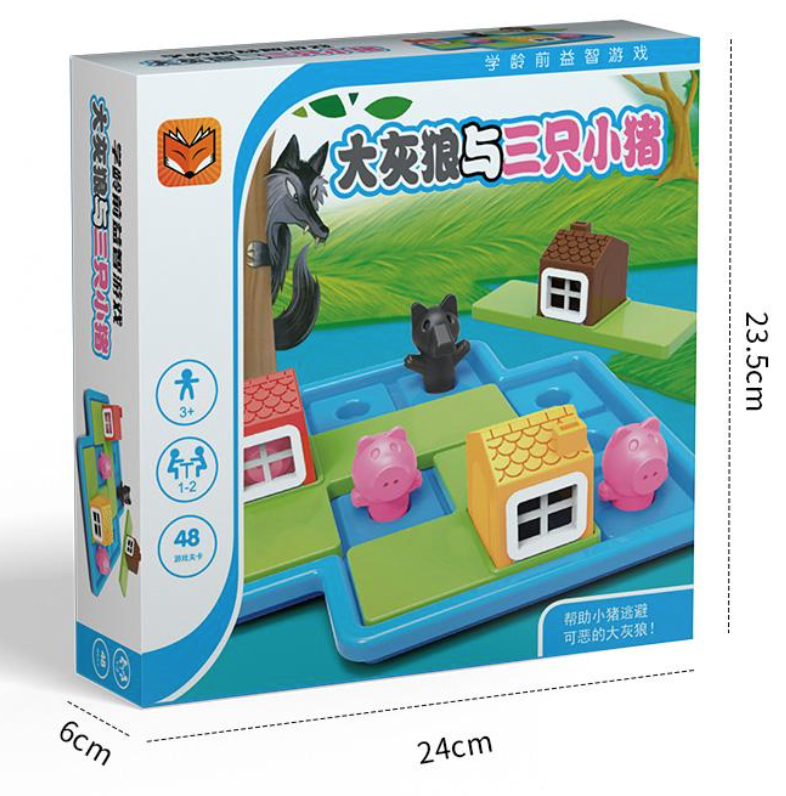 学龄前益智游戏
大灰狼与三只小猪
学龄前益智游戏
大灰狼与三只小猪
3+
1-2
48
游戏关卡
48
帮助小猪逃避
可恶的大灰狼！
23.5cm
6cm
24cm